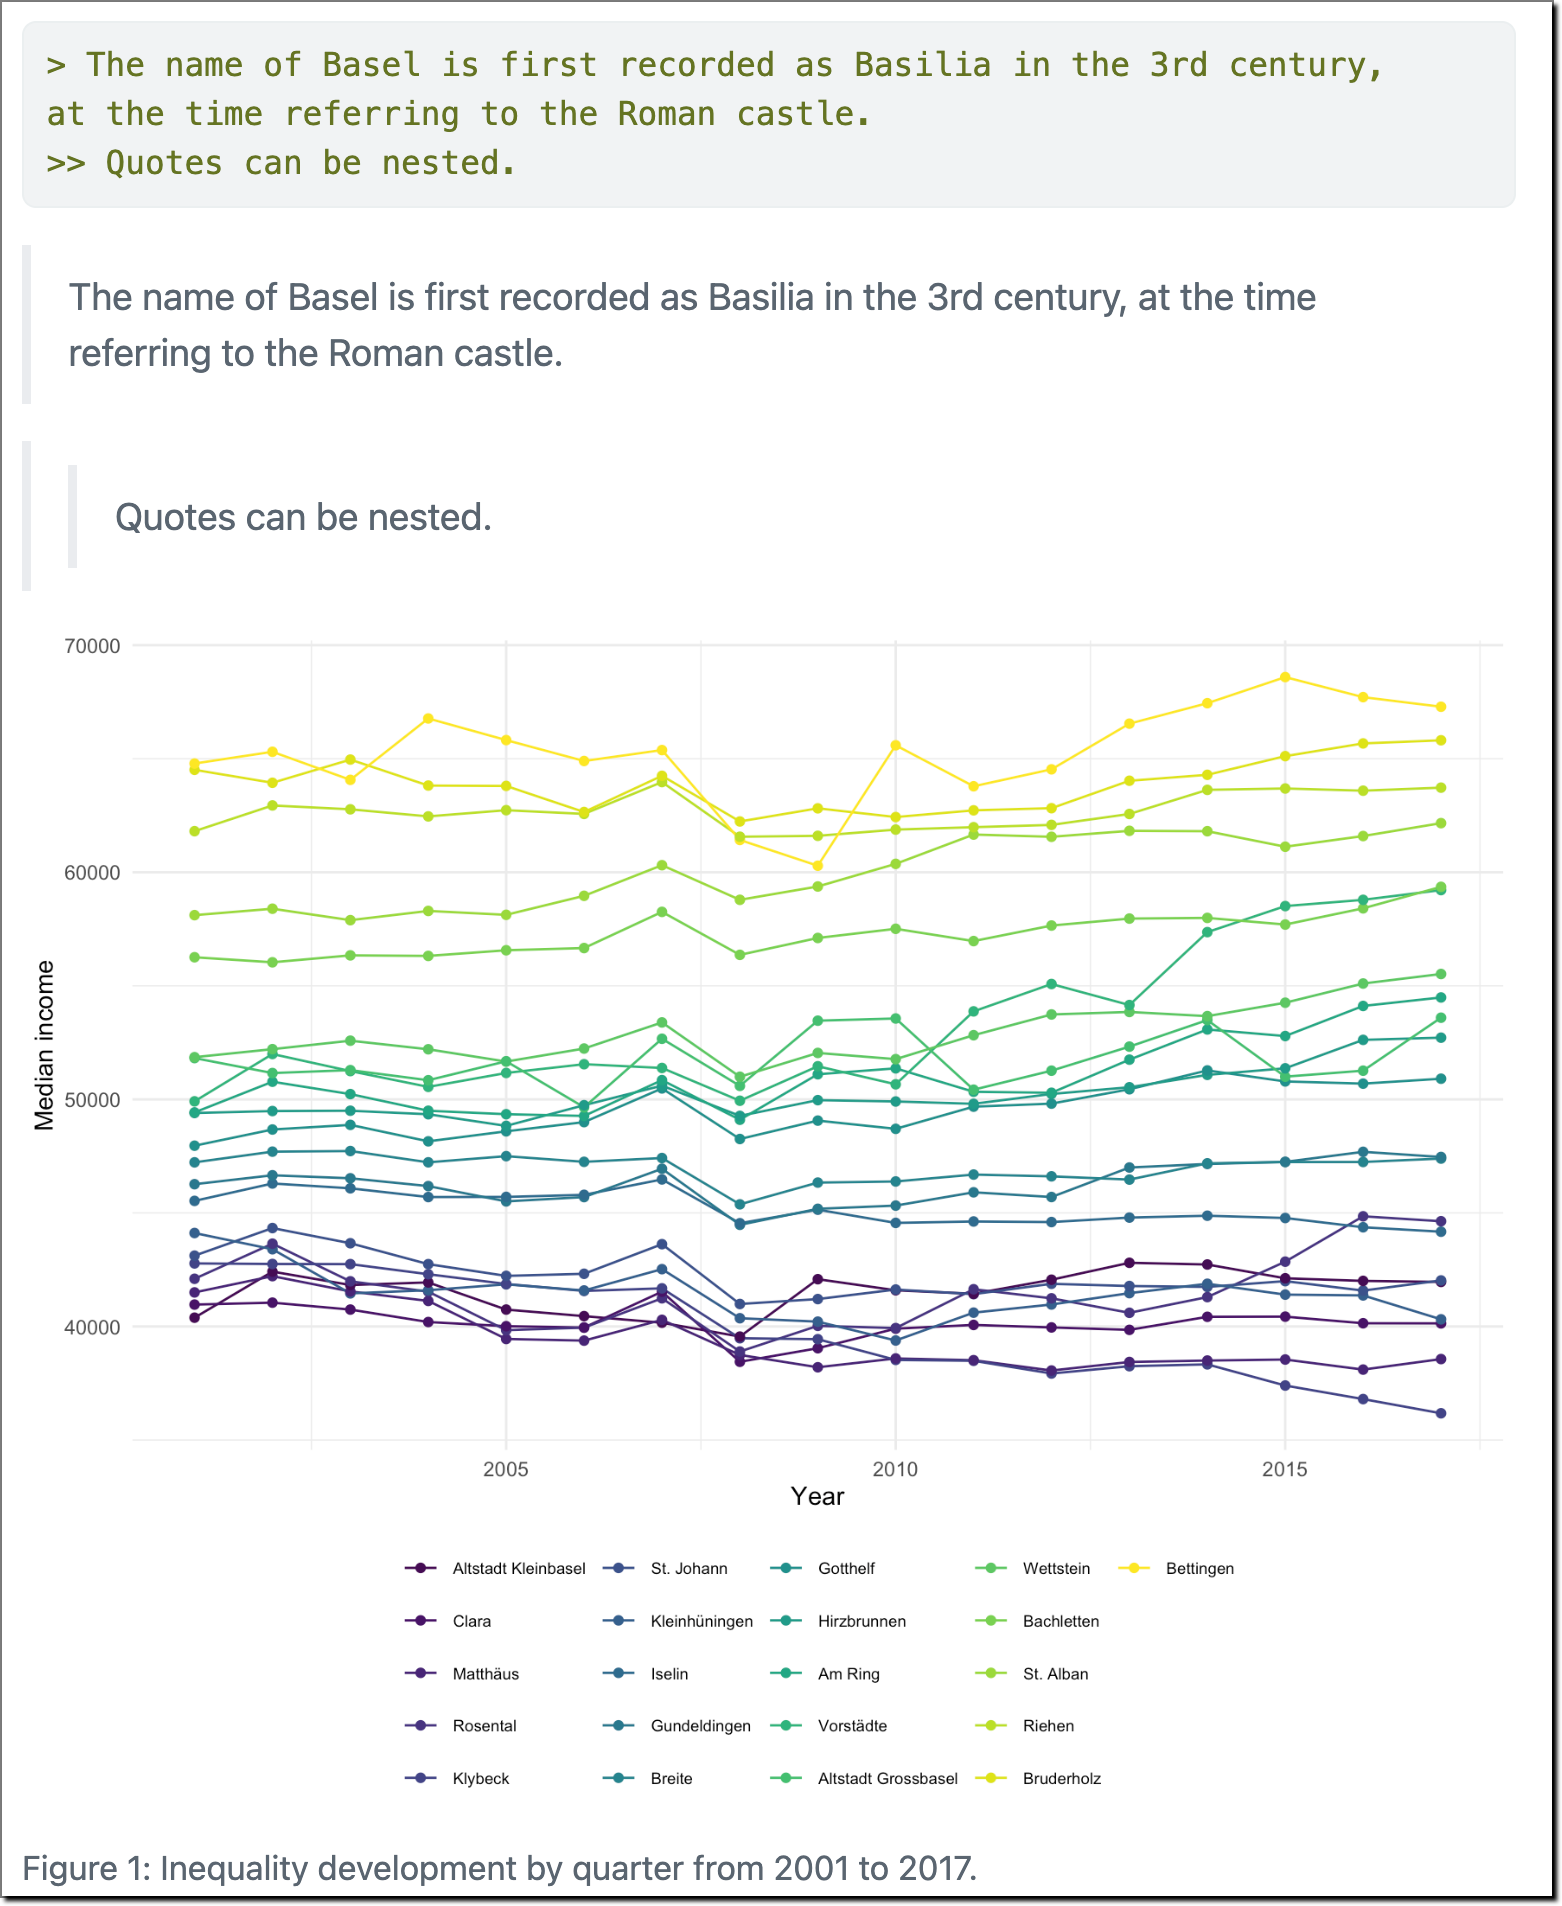 > The name of Basel is first recorded as Basilia in the 3rd century,
at the time referring to the Roman castle.
>> Quotes can be nested.
The name of Basel is first recorded as Basilia in the 3rd century, at the time
referring to the Roman castle.
Quotes can be nested.
70000
60000
50000
40000
Median income
2005 2010 2015
Year
Altstadt Kleinbasel St. Johann Gotthelf Wettstein Bettingen
Clara Kleinhüningen Hirzbrunnen Bachletten
Matthäus Iselin Am Ring St. Alban
Rosental Gundeldingen Vorstädte Riehen
Klybeck Breite Altstadt Grossbasel Bruderholz
Figure 1: Inequality development by quarter from 2001 to 2017.